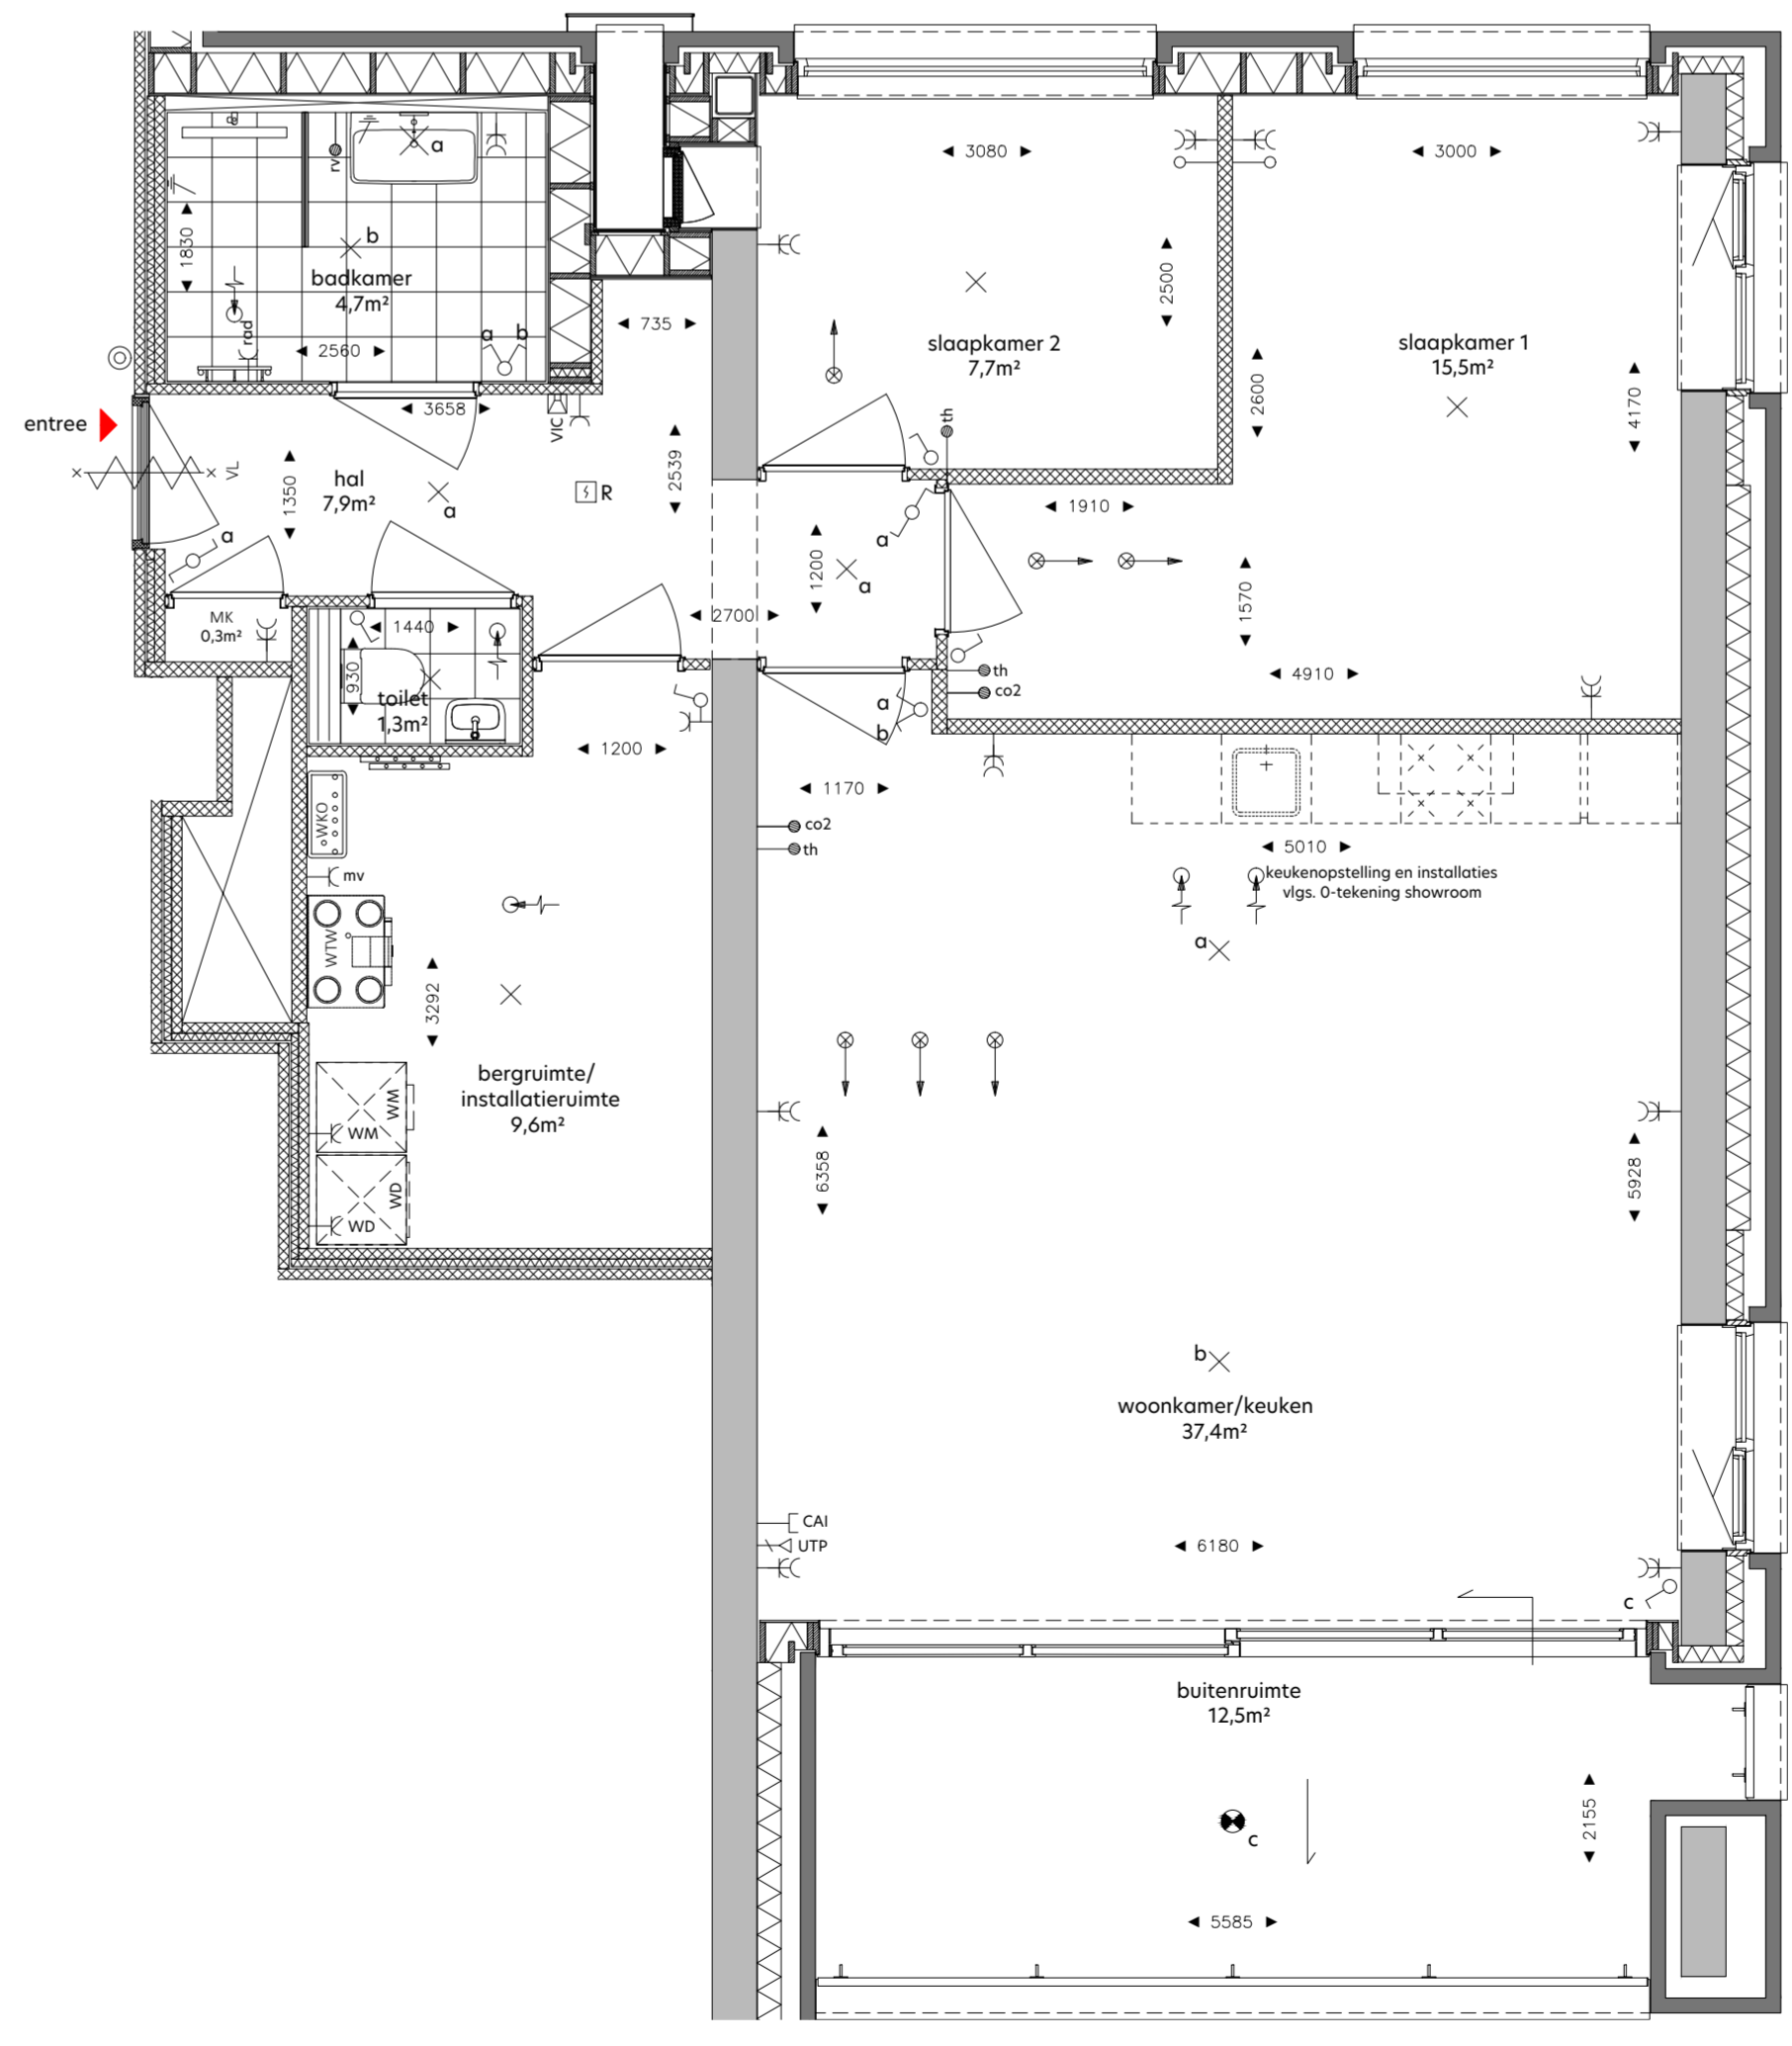 3080
3000
a
rv
b
1830
badkamer
4,7m²
2500
735
slaapkamer 2
7,7m²
slaapkamer 1
15,5m²
rad
2560
a b
2600
4170
3658
VIC
th
entree
VL
hal
7,9m²
1350
a
R
2539
1910
a
a
1200
a
1570
MK
0,3m²
1440
2700
930
toilet
1,3m²
th
co2
4910
a
b
1200
1170
WKO
co2
th
5010
keukenopstelling en installaties
vlgs. 0-tekening showroom
mv
WTW
a
3292
bergruimte/
installatieruimte
9,6m²
WM
WM
6358
5928
WD
WD
b
woonkamer/keuken
37,4m²
CAI
UTP
6180
c
buitenruimte
12,5m²
c
2155
5585